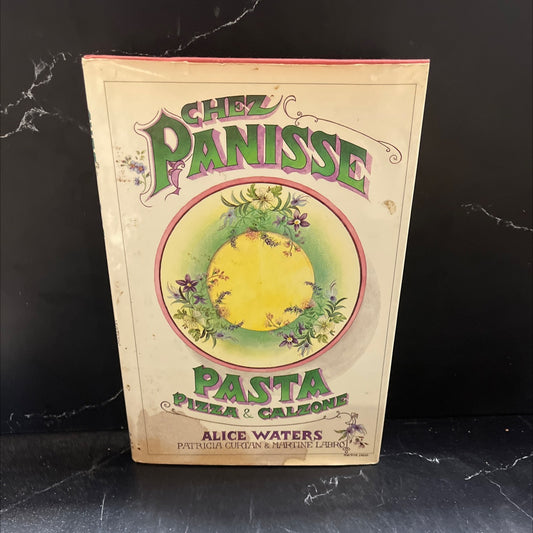 CHEZ
PANISSE
PASTA
PIZZA & CALZONE
ALICE WATERS
PATRICIA CURTAN & MARTINE LABRO